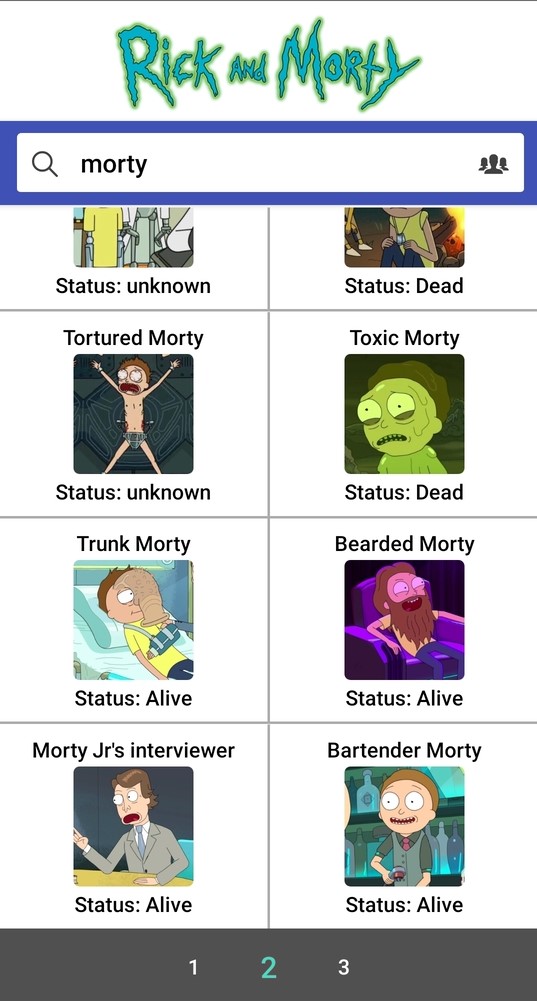 Rick and Morty
morty
Status: unknown
Status: Dead
Tortured Morty
Toxic Morty
Status: unknown
Status: Dead
Trunk Morty
Bearded Morty
Status: Alive
Status: Alive
Morty Jr's interviewer
Bartender Morty
Status: Alive
Status: Alive
1 2 3